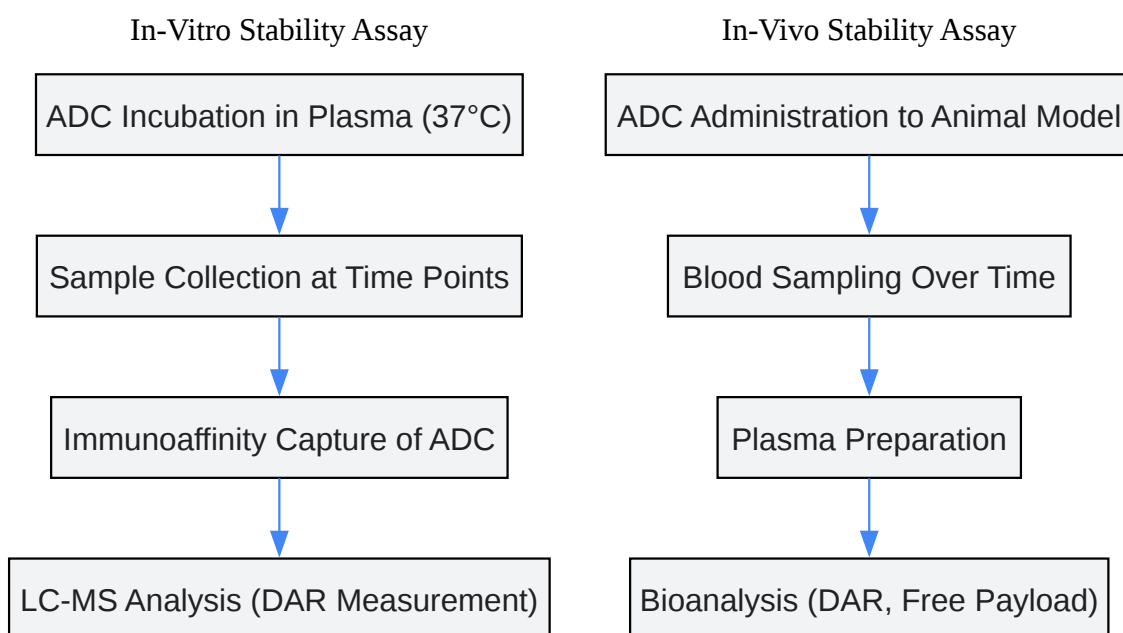 In-Vitro Stability Assay
ADC Incubation in Plasma (37°C)
Sample Collection at Time Points
Immunoaffinity Capture of ADC
LC-MS Analysis (DAR Measurement)
In-Vivo Stability Assay
ADC Administration to Animal Model
Blood Sampling Over Time
Plasma Preparation
Bioanalysis (DAR, Free Payload)